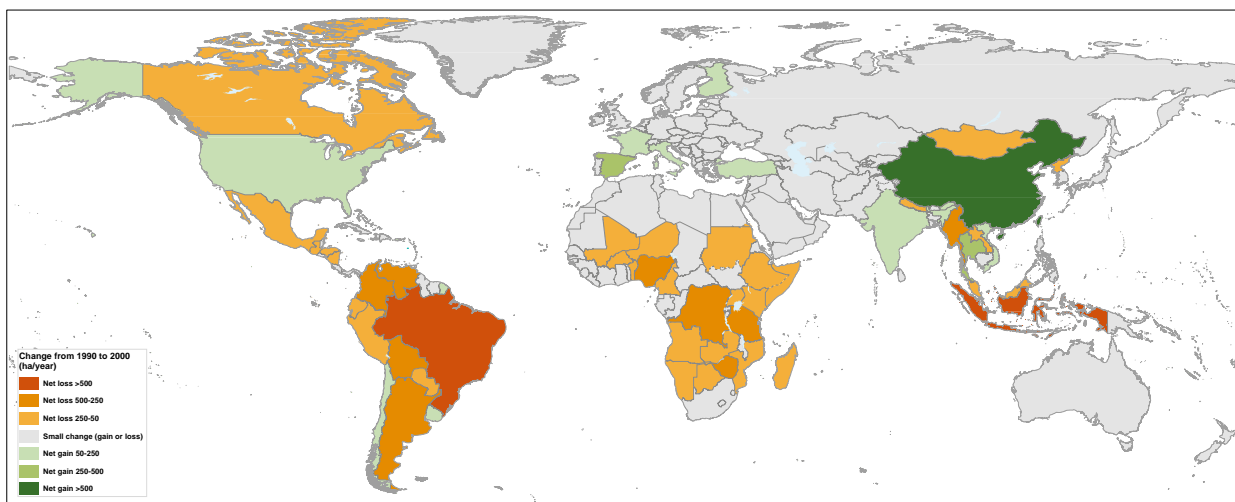 Change from 1990 to 2000
(ha/year)
Net loss >500
Net loss 500-250
Net loss 250-50
Small change (gain or loss)
Net gain 50-250
Net gain 250-500
Net gain >500